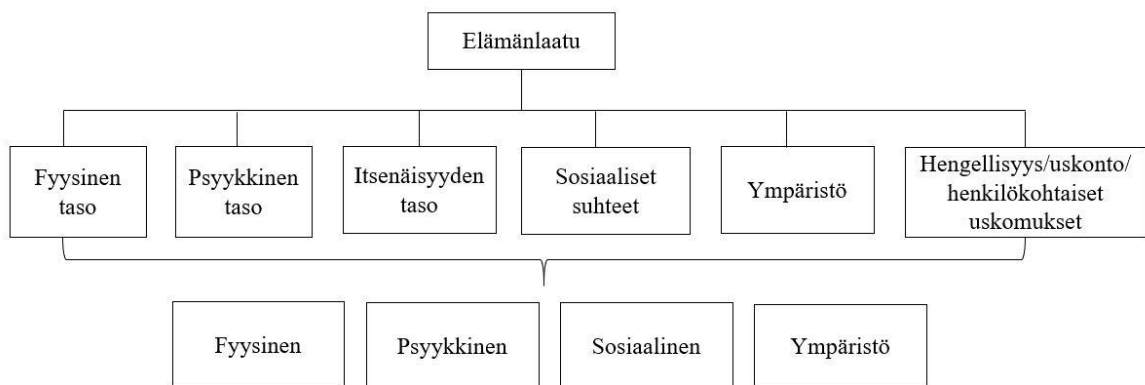 Elämänlaatu
Fyysinen
taso
Psyykkinen
taso
Itsenäisyyden
taso
Sosiaaliset
suhteet
Ympäristö
Hengellisyys/uskonto/
henkilökohtaiset
uskomukset
Fyysinen
Psyykkinen
Sosiaalinen
Ympäristö